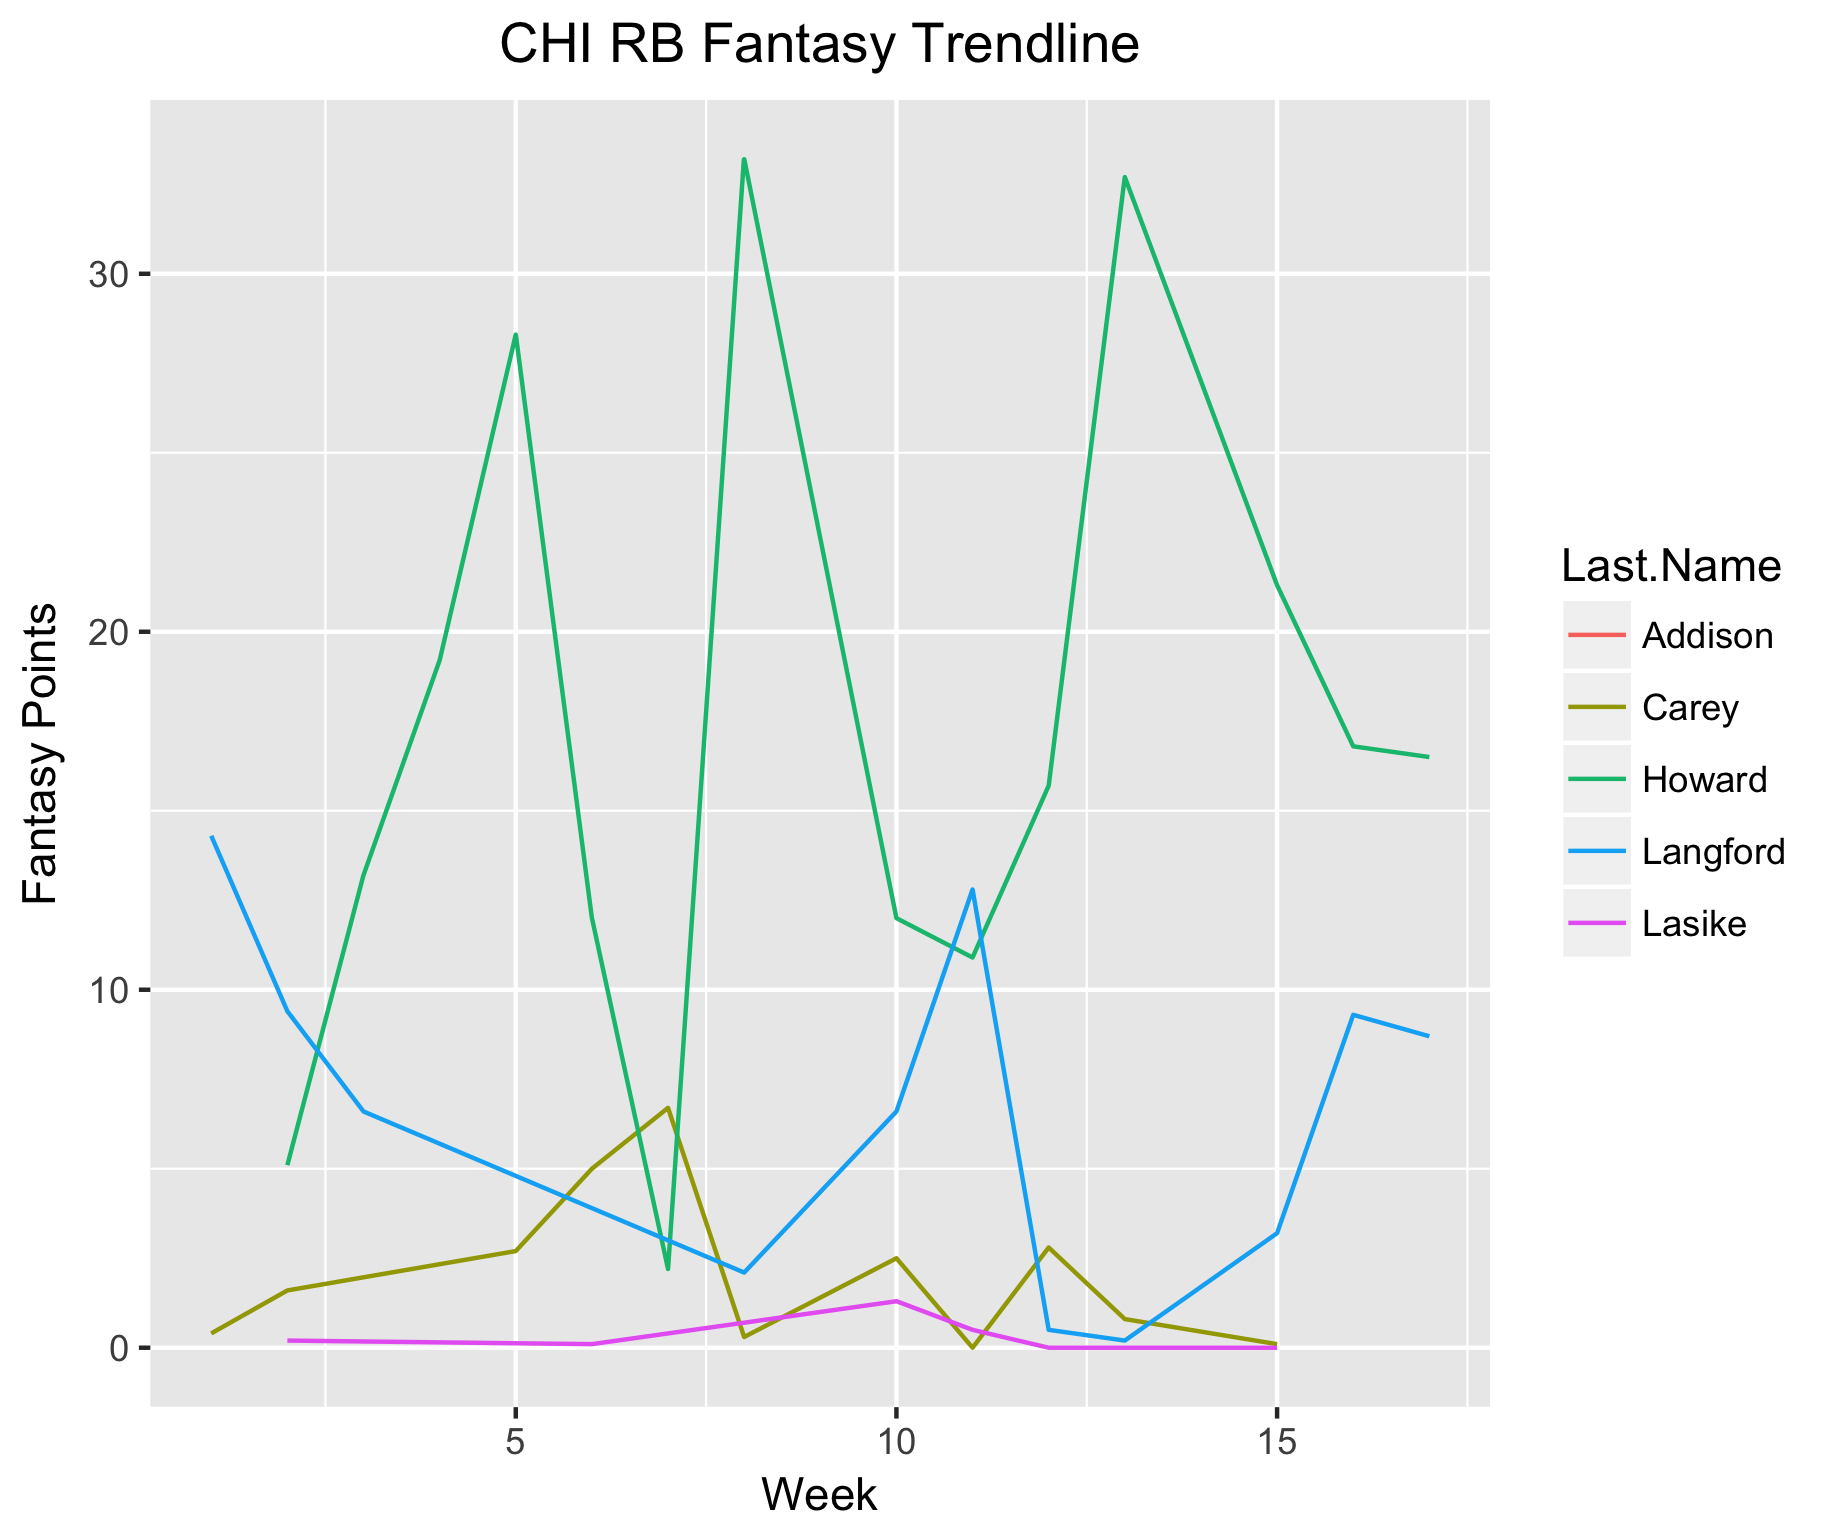 CHI RB Fantasy Trendline
Fantasy Points
30
20
10
0
5 10 15
Week
Last.Name
Addison
Carey
Howard
Langford
Lasike